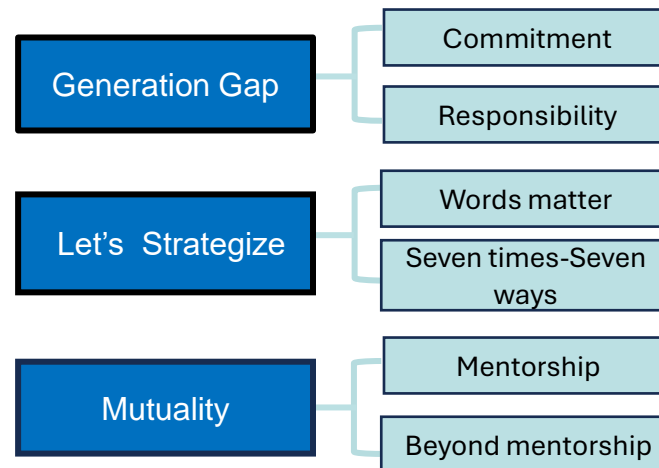 Generation Gap
Commitment
Responsibility
Let's Strategize
Words matter
Seven times-Seven
ways
Mutuality
Mentorship
Beyond mentorship